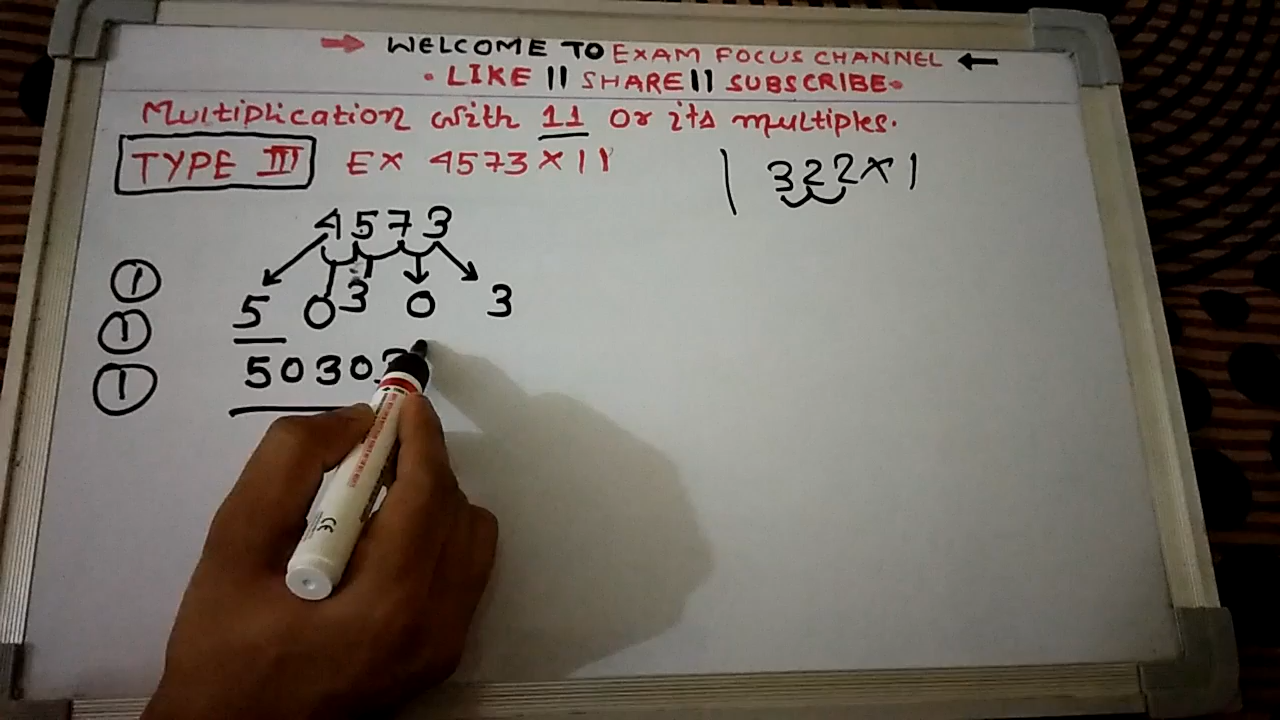 → WELCOME TO EXAM FOCUS CHANNEL ←
• LIKE || SHARE || SUBSCRIBE •
Multiplication with 11 or its multiples.
TYPE III EX 4573 × 11
| 322 × 1
4573
1
5 0 3 0 3
1
50303
1